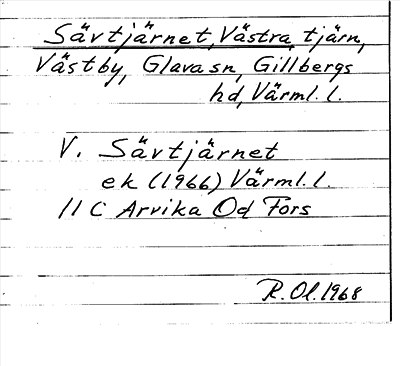 Sävtjärnet, Västra, tjärn,
Västby, Glava sn, Gillbergs
hd, Värml. l.
V. Sävtjärnet
ek (1966) Värml. l.
11 C Arvika Od Fors
R. Ol. 1968